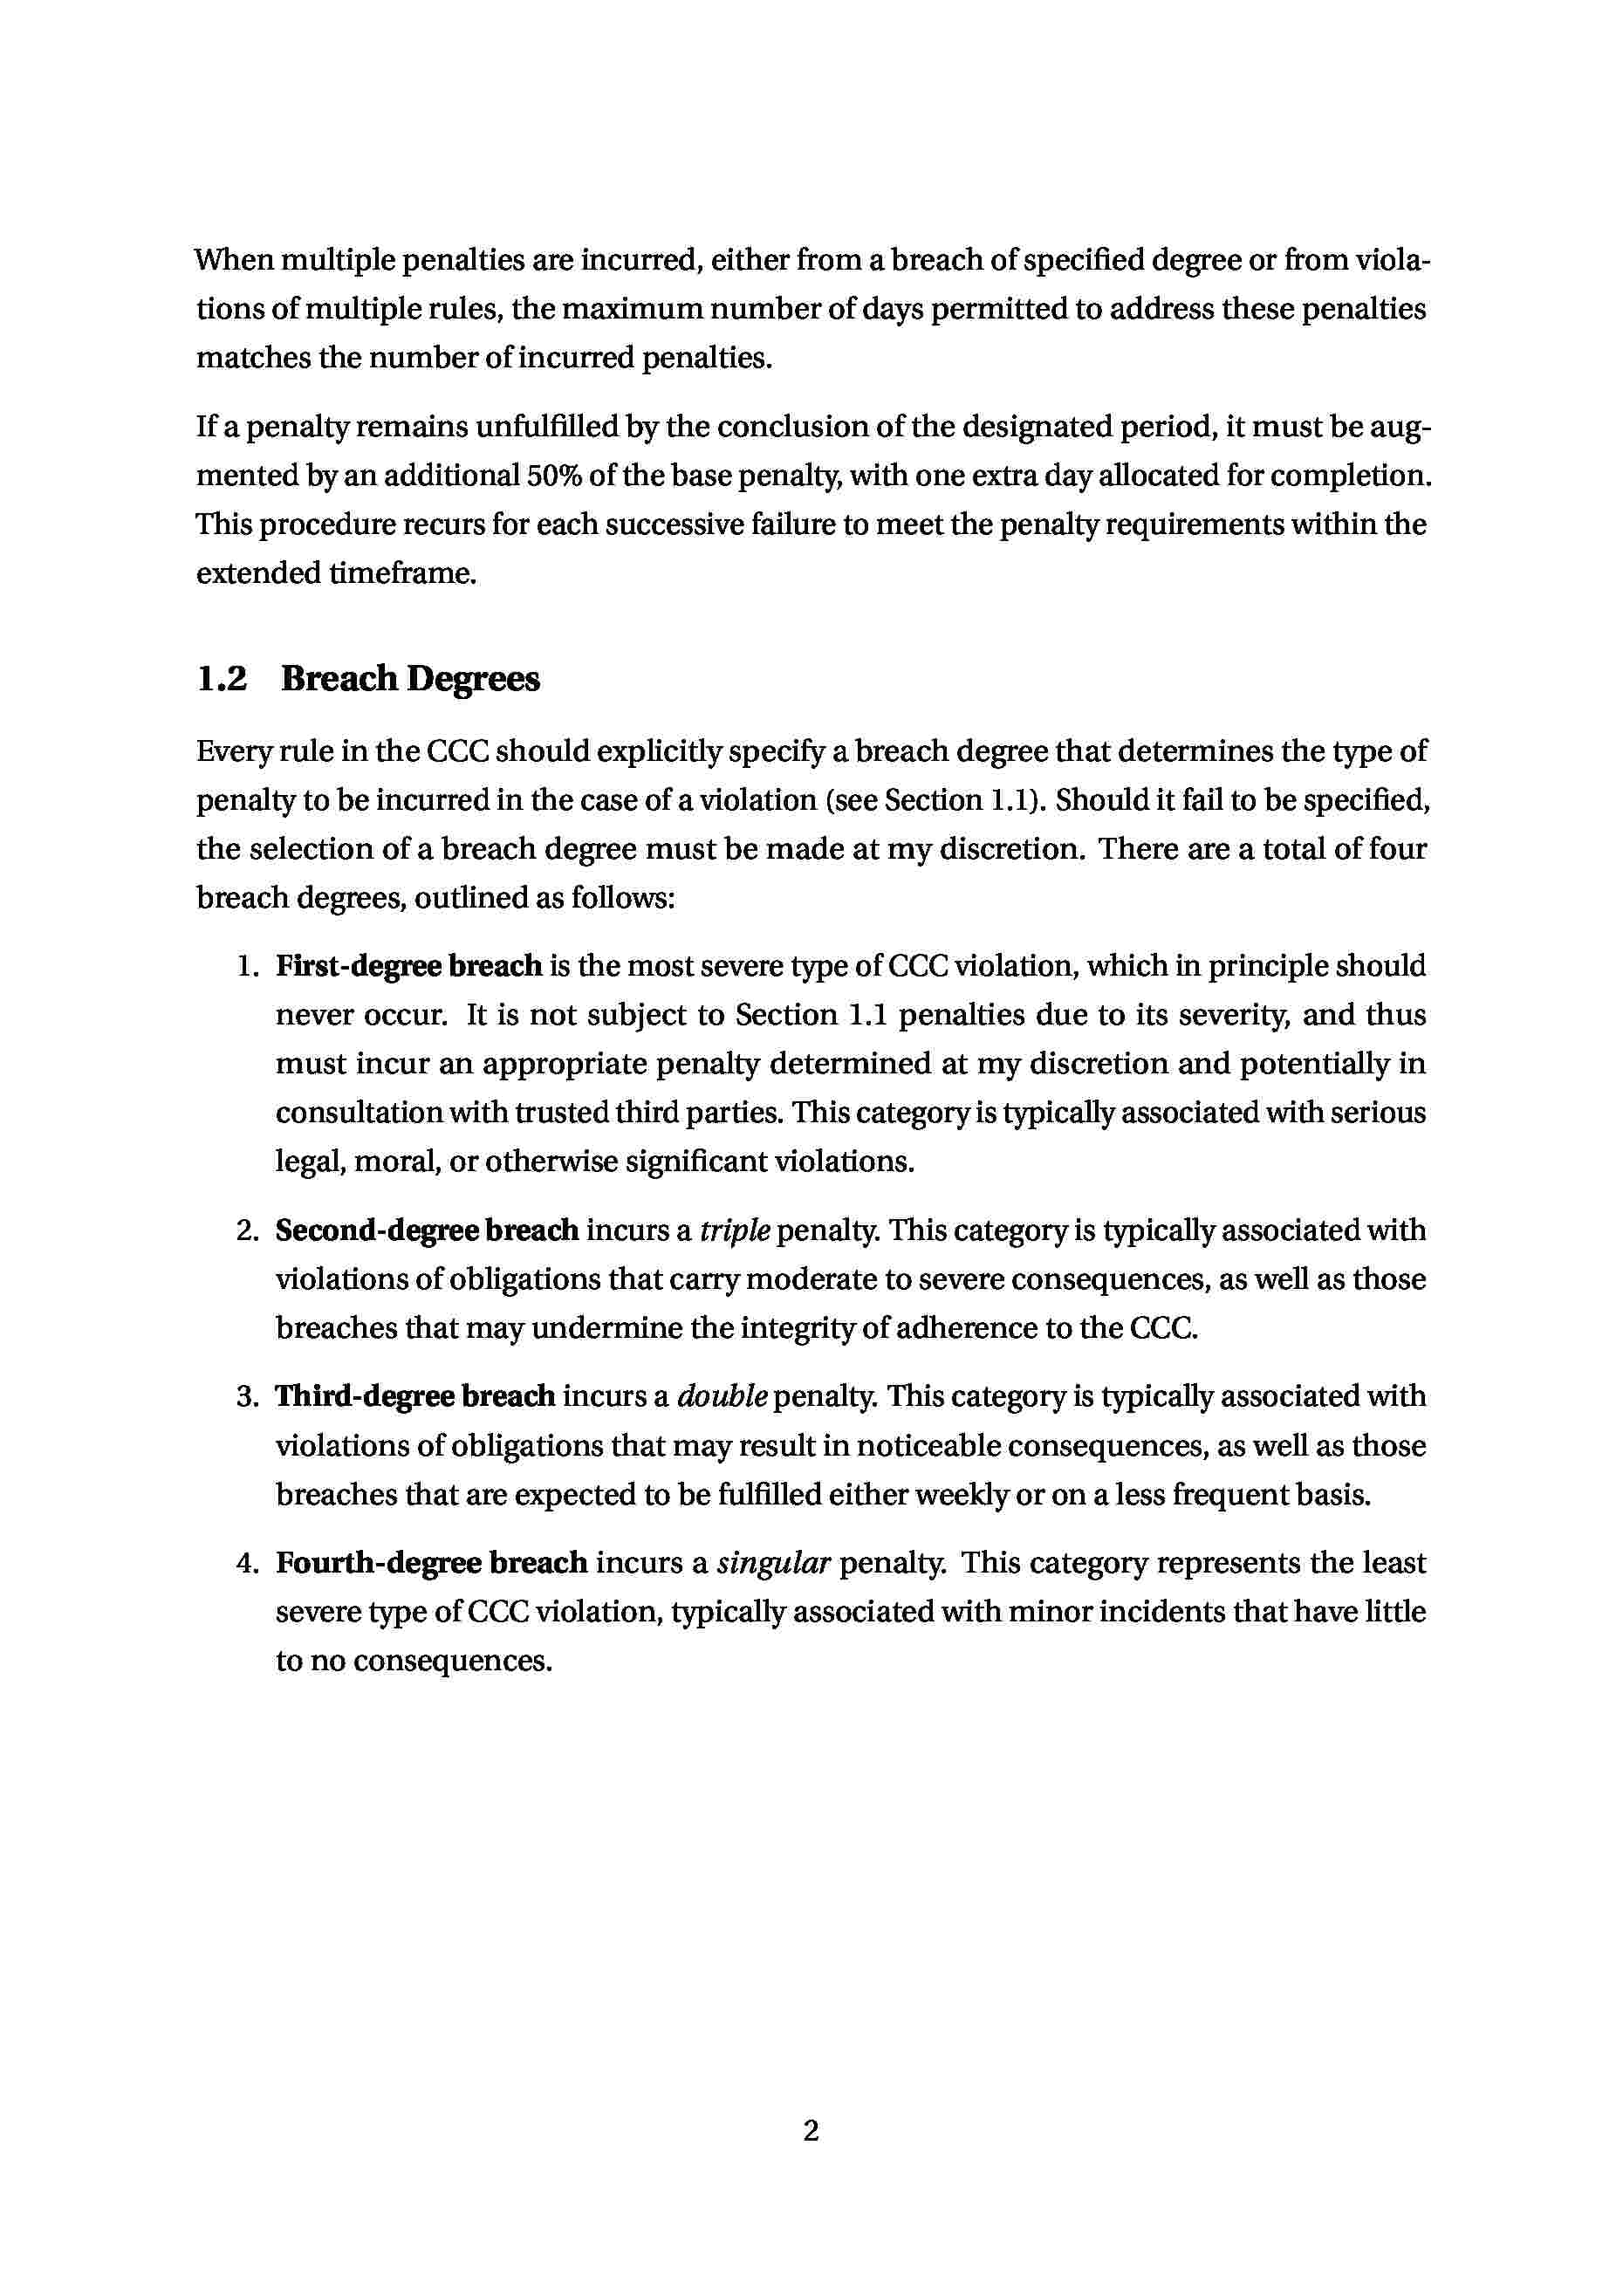 When multiple penalties are incurred, either from a breach of specified degree or from viola-
tions of multiple rules, the maximum number of days permitted to address these penalties
matches the number of incurred penalties.
If a penalty remains unfulfilled by the conclusion of the designated period, it must be aug-
mented by an additional 50% of the base penalty, with one extra day allocated for completion.
This procedure recurs for each successive failure to meet the penalty requirements within the
extended timeframe.
1.2 Breach Degrees
Every rule in the CCC should explicitly specify a breach degree that determines the type of
penalty to be incurred in the case of a violation (see Section 1.1). Should it fail to be specified,
the selection of a breach degree must be made at my discretion. There are a total of four
breach degrees, outlined as follows:
1. First-degree breach is the most severe type of CCC violation, which in principle should
never occur. It is not subject to Section 1.1 penalties due to its severity, and thus
must incur an appropriate penalty determined at my discretion and potentially in
consultation with trusted third parties. This category is typically associated with serious
legal, moral, or otherwise significant violations.
2. Second-degree breach incurs a triple penalty. This category is typically associated with
violations of obligations that carry moderate to severe consequences, as well as those
breaches that may undermine the integrity of adherence to the CCC.
3. Third-degree breach incurs a double penalty. This category is typically associated with
violations of obligations that may result in noticeable consequences, as well as those
breaches that are expected to be fulfilled either weekly or on a less frequent basis.
4. Fourth-degree breach incurs a singular penalty. This category represents the least
severe type of CCC violation, typically associated with minor incidents that have little
to no consequences.
2